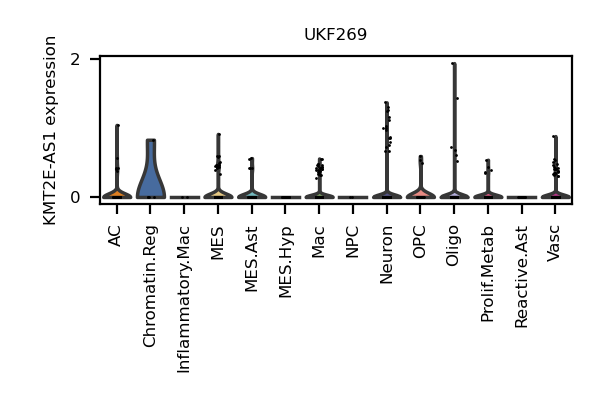 UKF269
KMT2E-AS1 expression
2
0
AC
Chromatin.Reg
Inflammatory.Mac
MES
MES.Ast
MES.Hyp
Mac
NPC
Neuron
OPC
Oligo
Prolif.Metab
Reactive.Ast
Vasc